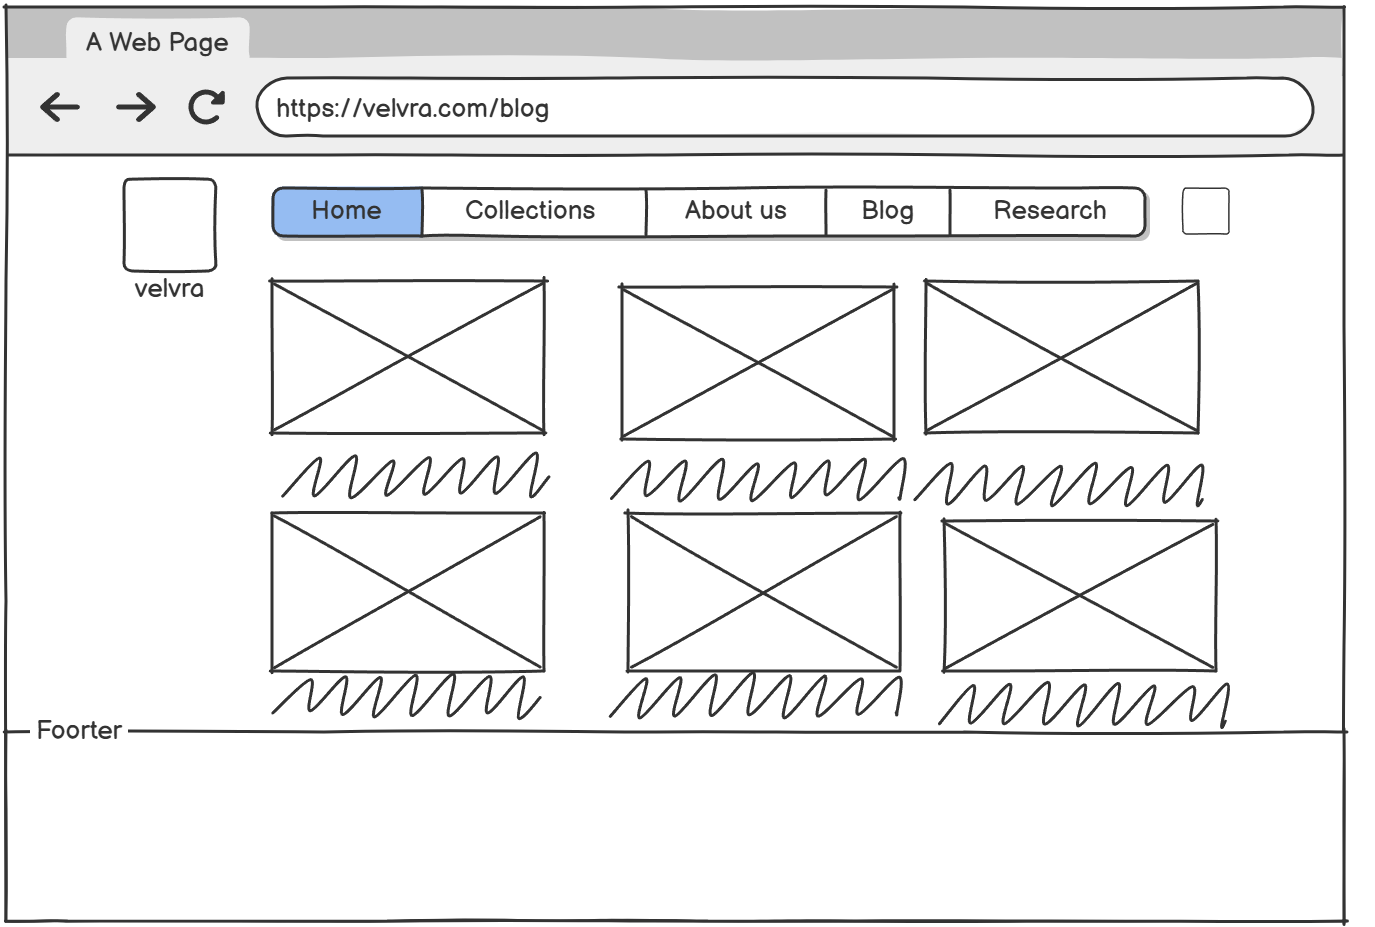 A Web Page
https://velvra.com/blog
Home Collections About us Blog Research
velvra
Foorter